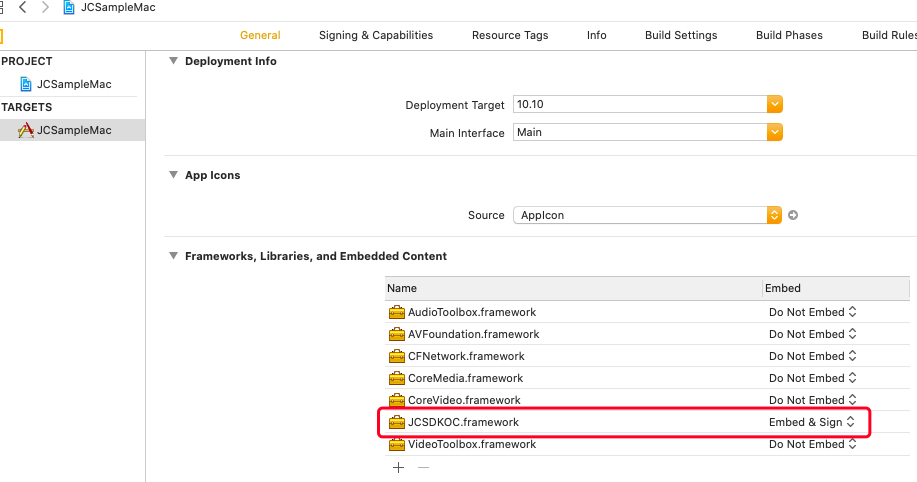 JCSampleMac
General Signing & Capabilities Resource Tags Info Build Settings Build Phases Build Rules
PROJECT
JCSampleMac
TARGETS
JCSampleMac
Deployment Info
Deployment Target 10.10
Main Interface Main
App Icons
Source AppIcon
Frameworks, Libraries, and Embedded Content
Name Embed
AudioToolbox.framework Do Not Embed
AVFoundation.framework Do Not Embed
CFNetwork.framework Do Not Embed
CoreMedia.framework Do Not Embed
CoreVideo.framework Do Not Embed
JCSDKOC.framework Embed & Sign
VideoToolbox.framework Do Not Embed